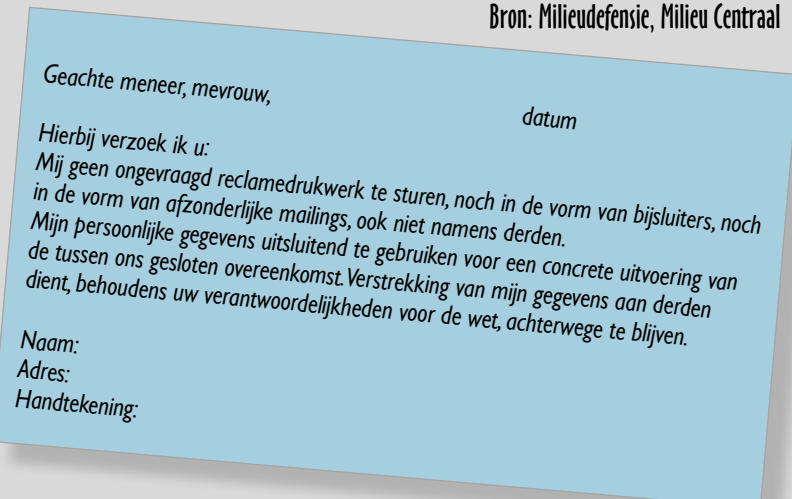 Bron: Milieudefensie, Milieu Centraal
Geachte meneer, mevrouw,
datum
Hierbij verzoek ik u:
Mij geen ongevraagd reclamedrukwerk te sturen, noch in de vorm van bijsluiters, noch
in de vorm van afzonderlijke mailings, ook niet namens derden.
Mijn persoonlijke gegevens uitsluitend te gebruiken voor een concrete uitvoering van
de tussen ons gesloten overeenkomst. Verstrekking van mijn gegevens aan derden
dient, behoudens uw verantwoordelijkheden voor de wet, achterwege te blijven.
Naam:
Adres:
Handtekening: